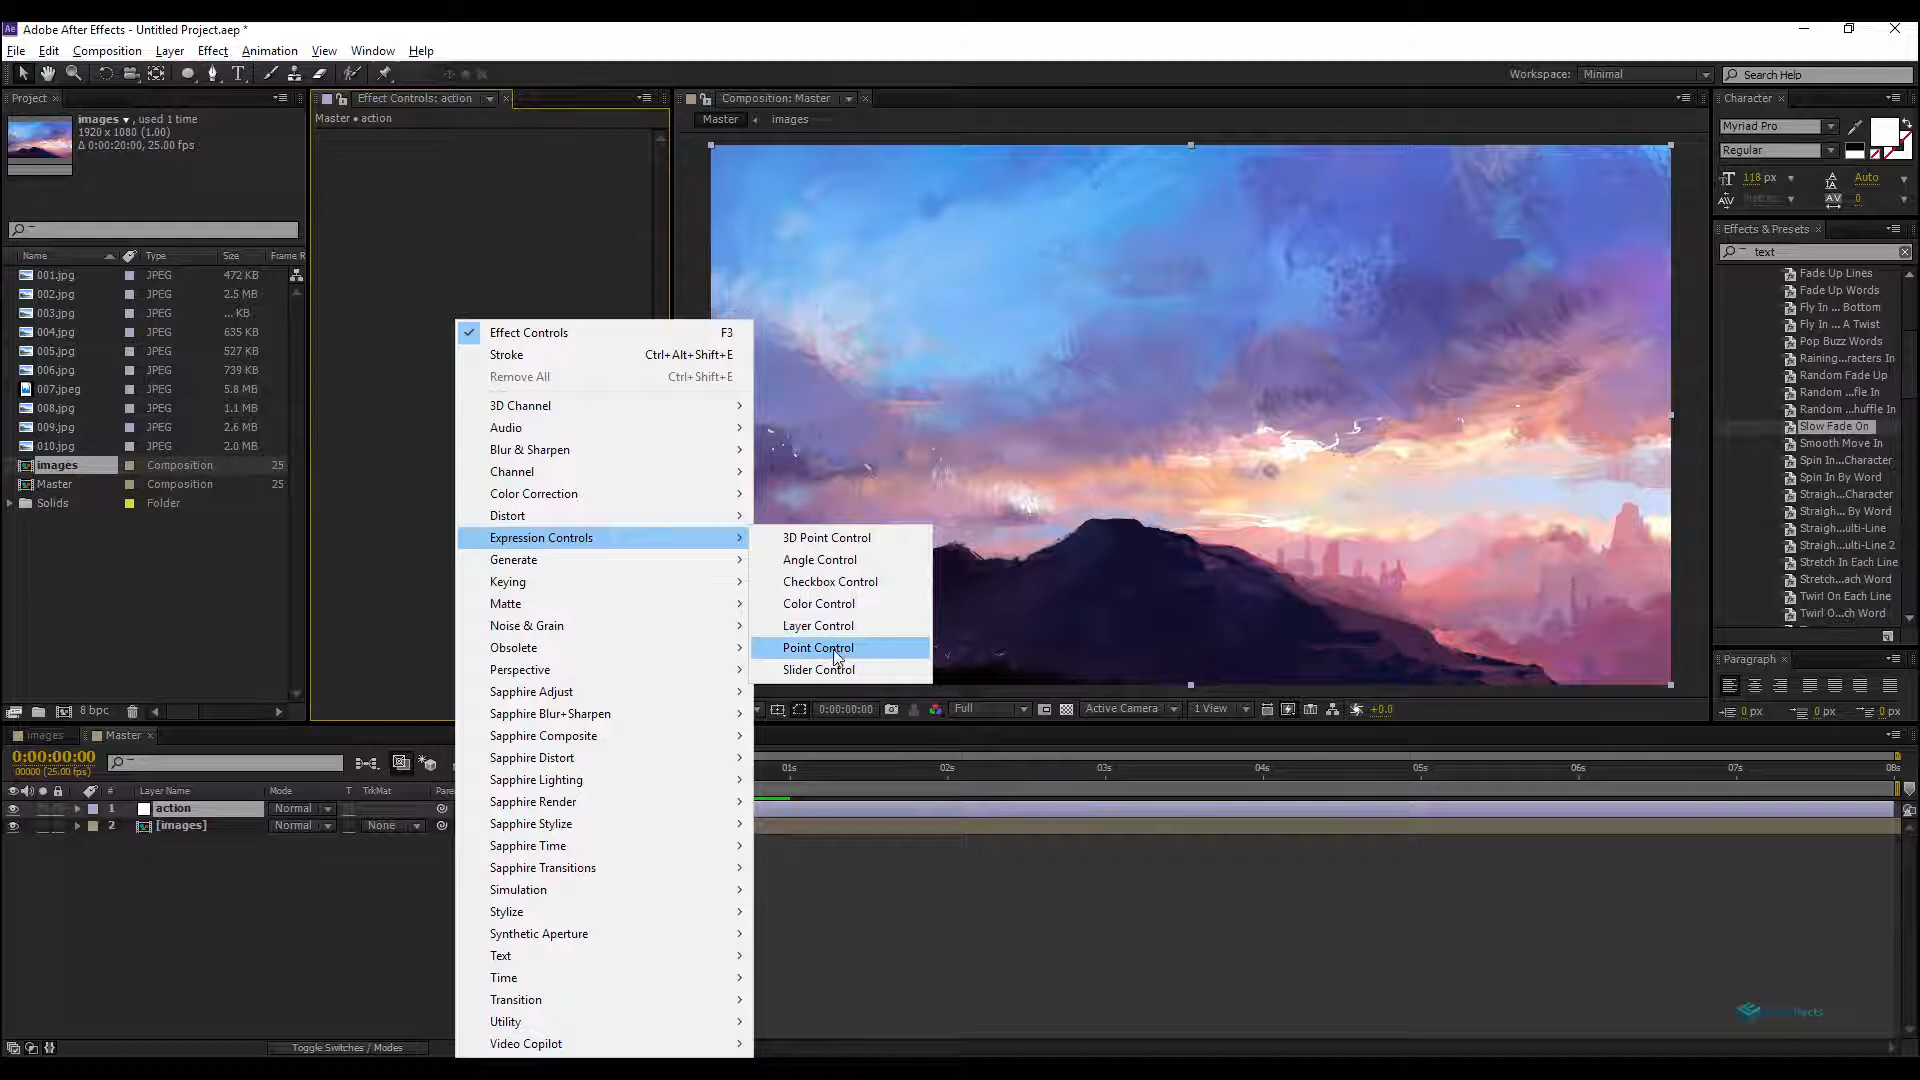 Ae Adobe After Effects - Untitled Project.aep *
File Edit Composition Layer Effect Animation View Window Help
T Workspace: Minimal Search Help
Project
images , used 1 time
1920 x 1080 (1.00)
Δ 0:00:20:00, 25.00 fps
Name Type Size Frame R
001.jpg JPEG 472 KB
002.jpg JPEG 2.5 MB
003.jpg JPEG ... KB
004.jpg JPEG 635 KB
005.jpg JPEG 527 KB
006.jpg JPEG 739 KB
007.jpeg JPEG 5.8 MB
008.jpg JPEG 1.1 MB
009.jpg JPEG 2.6 MB
010.jpg JPEG 2.0 MB
images Composition 25
Master Composition 25
Solids Folder
8 bpc
Effect Controls: action
Master • action
Effect Controls F3
Stroke Ctrl+Alt+Shift+E
Remove All Ctrl+Shift+E
3D Channel
Audio
Blur & Sharpen
Channel
Color Correction
Distort
Expression Controls
Generate
Keying
Matte
Noise & Grain
Obsolete
Perspective
Sapphire Adjust
Sapphire Blur+Sharpen
Sapphire Composite
Sapphire Distort
Sapphire Lighting
Sapphire Render
Sapphire Stylize
Sapphire Time
Sapphire Transitions
Simulation
Stylize
Synthetic Aperture
Text
Time
Transition
Utility
Video Copilot
3D Point Control
Angle Control
Checkbox Control
Color Control
Layer Control
Point Control
Slider Control
Composition: Master
Master images
0:00:00:00 Full Active Camera 1 View +0.0
Character
Myriad Pro
Regular
118 px Auto
0
Effects & Presets
text
Fade Up Lines
Fade Up Words
Fly In ... Bottom
Fly In ... A Twist
Pop Buzz Words
Raining...racters In
Random Fade Up
Random ...fle In
Random ...huffle In
Slow Fade On
Smooth Move In
Spin In...Character
Spin In By Word
Straigh...Character
Straigh... By Word
Straigh...ulti-Line
Straigh...ulti-Line 2
Stretch In Each Line
Stretch...ach Word
Twirl On Each Line
Twirl O...ch Word
Paragraph
0 px 0 px 0 px
images Master
0:00:00:00
00000 (25.00 fps)
# Layer Name Mode T TrkMat Pare
1 action Normal
2 [images] Normal None
01s 02s 03s 04s 05s 06s 07s 08s
Toggle Switches / Modes